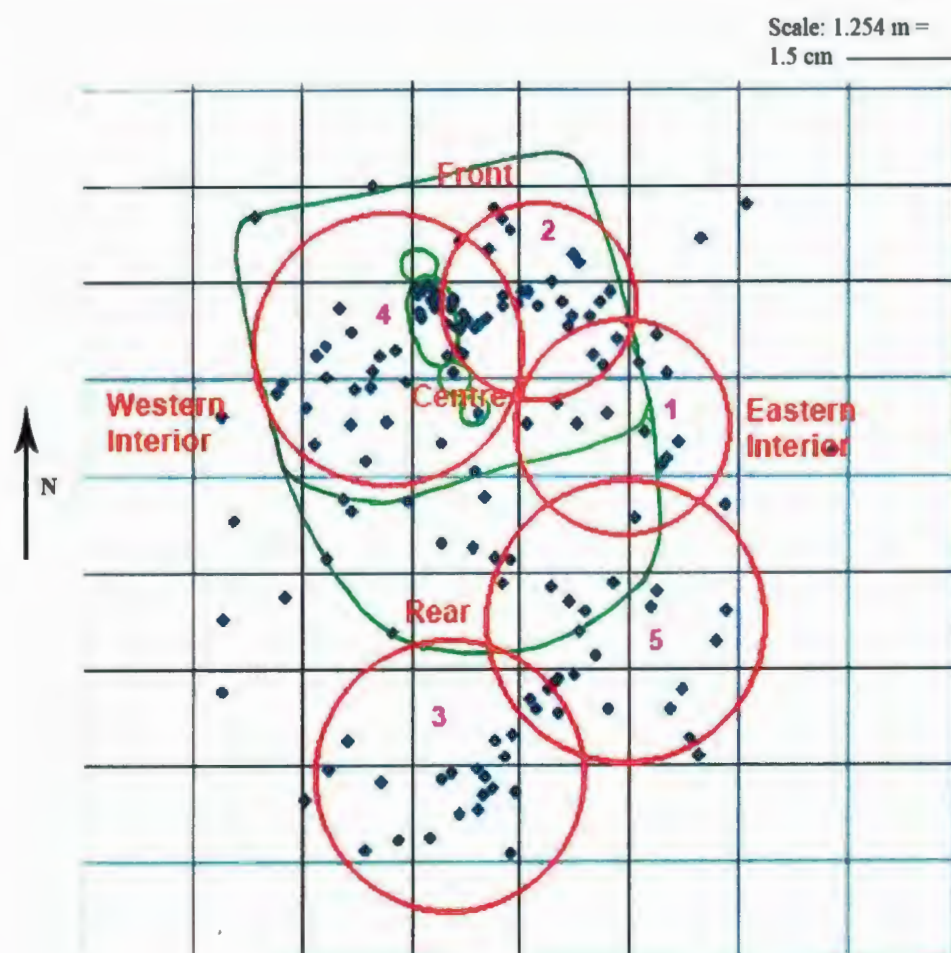 Scale: 1.254 m =
1.5 cm
Front
2
4
Western
Interior
Centre
1
Eastern
Interior
N
Rear
5
3